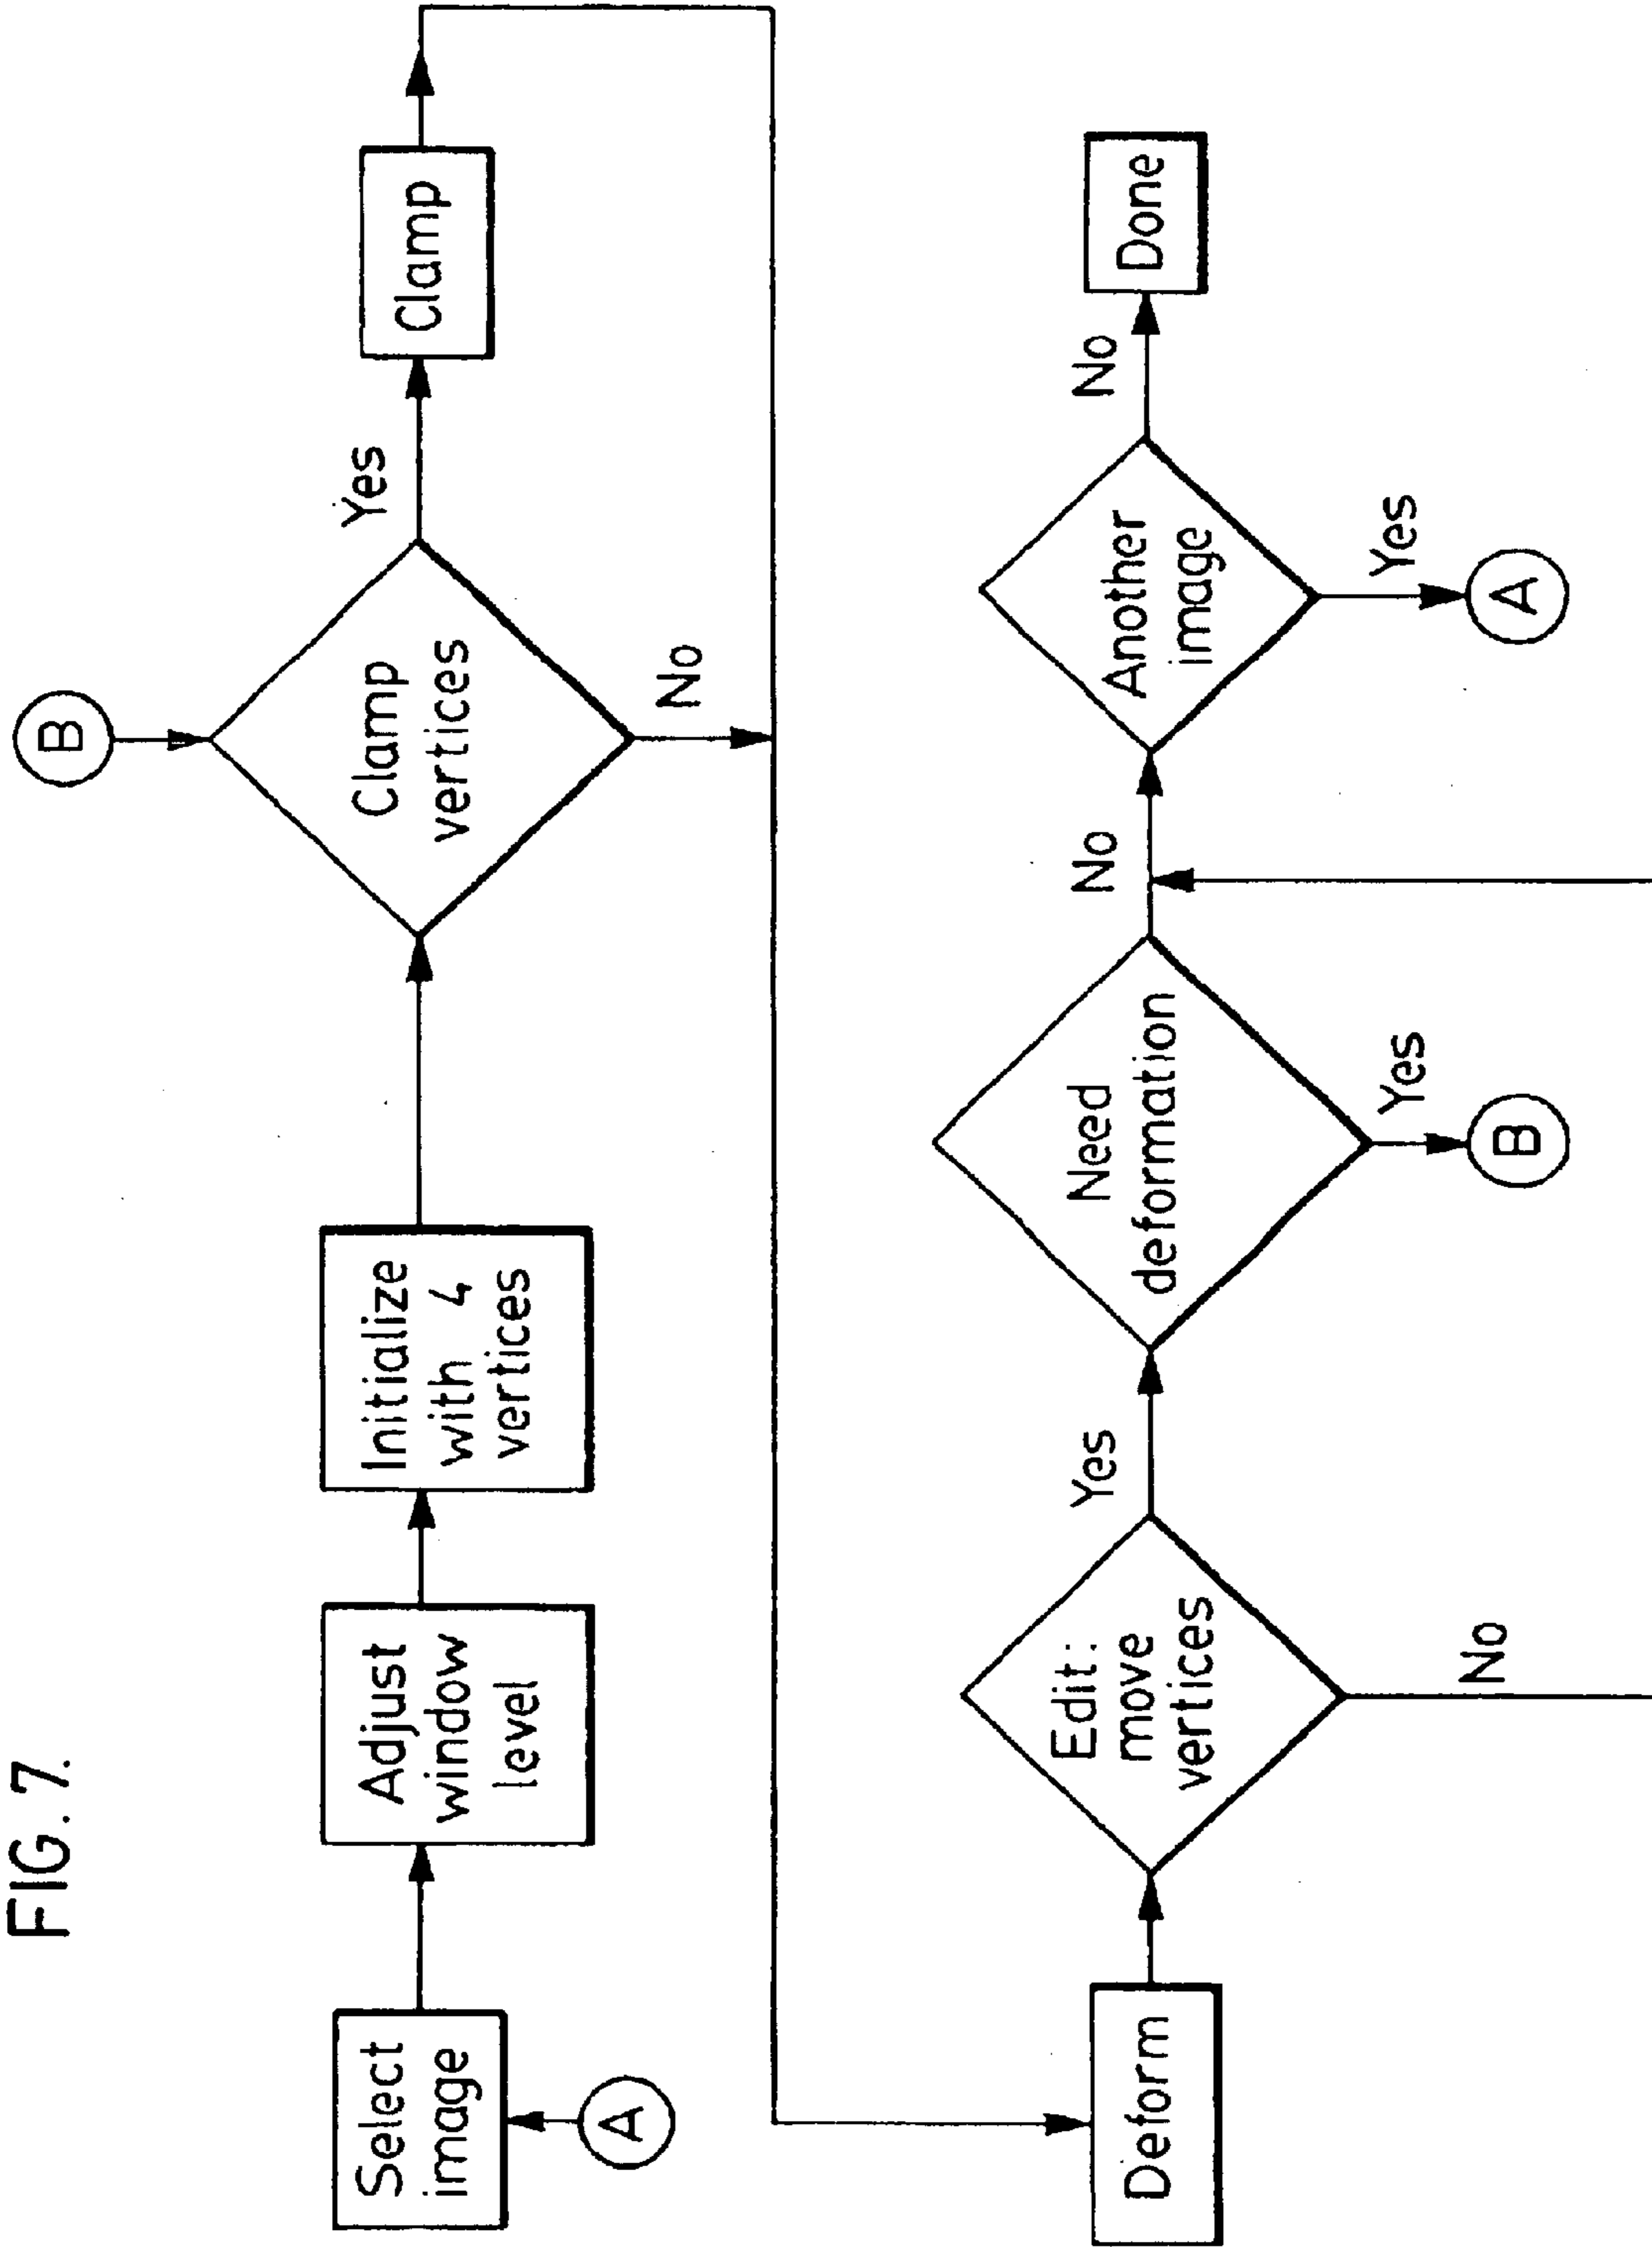 FIG. 7.
Select
image
A
Adjust
window
level
Initialize
with 4
vertices
B
Clamp
vertices
Yes
No
Clamp
Deform
Edit:
move
vertices
Yes
No
Need
deformation
No
Yes
B
Another
image
No
Yes
A
Done